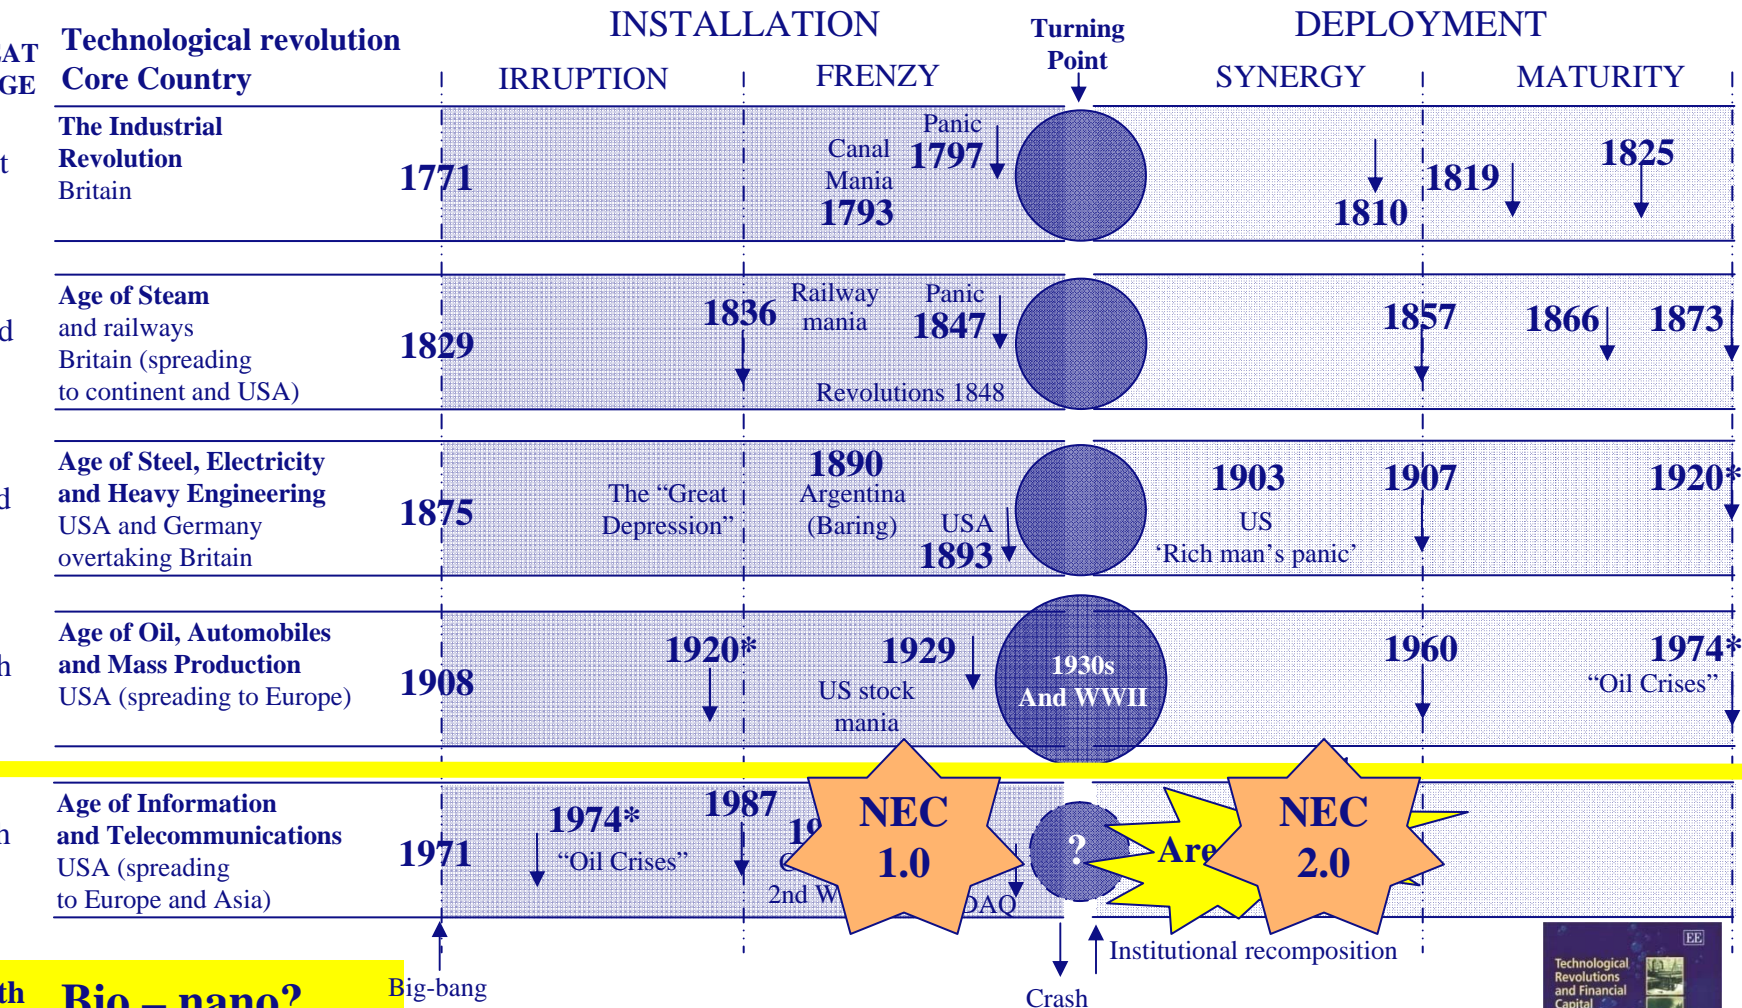 INSTALLATION
DEPLOYMENT
Turning
Point
Technological revolution
Core Country
IRRUPTION
FRENZY
SYNERGY
MATURITY
The Industrial
Revolution
Britain
1771
Canal
Mania
1793
Panic
1797
1810
1819
1825
Age of Steam
and railways
Britain (spreading
to continent and USA)
1829
1836
Railway
mania
Panic
1847
Revolutions 1848
1857
1866
1873
Age of Steel, Electricity
and Heavy Engineering
USA and Germany
overtaking Britain
1875
The “Great
Depression”
1890
Argentina
(Baring)
USA
1893
1903
US
‘Rich man’s panic’
1907
1920*
Age of Oil, Automobiles
and Mass Production
USA (spreading to Europe)
1908
1920*
1929
US stock
mania
1930s
And WWII
1960
1974*
“Oil Crises”
Age of Information
and Telecommunications
USA (spreading
to Europe and Asia)
1971
1974*
“Oil Crises”
1987
2nd
NEC
1.0
?
Are
NEC
2.0
Big-bang
Crash
Institutional recomposition
Bio – nano?
EE
Technological
Revolutions
and Financial
Capital